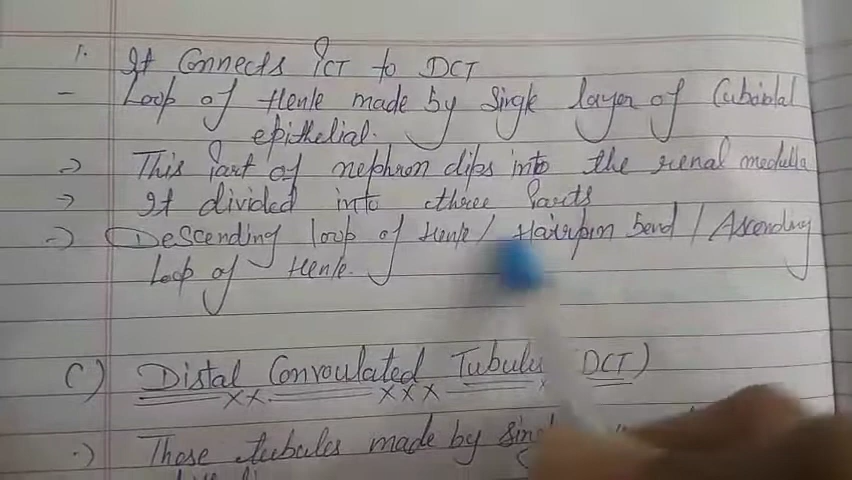 1. It Connects PCT to DCT
- Loop of Henle made by Single layer of Cuboidal
epithelial.
→ This Part of nephron dips into the renal medulla
→ It divided into three Parts
→ Descending loop of Henle / Hairpin bend / Ascending
Loop of Henle.
C) Distal Convoulated Tubule DCT)
·) These tubules made by